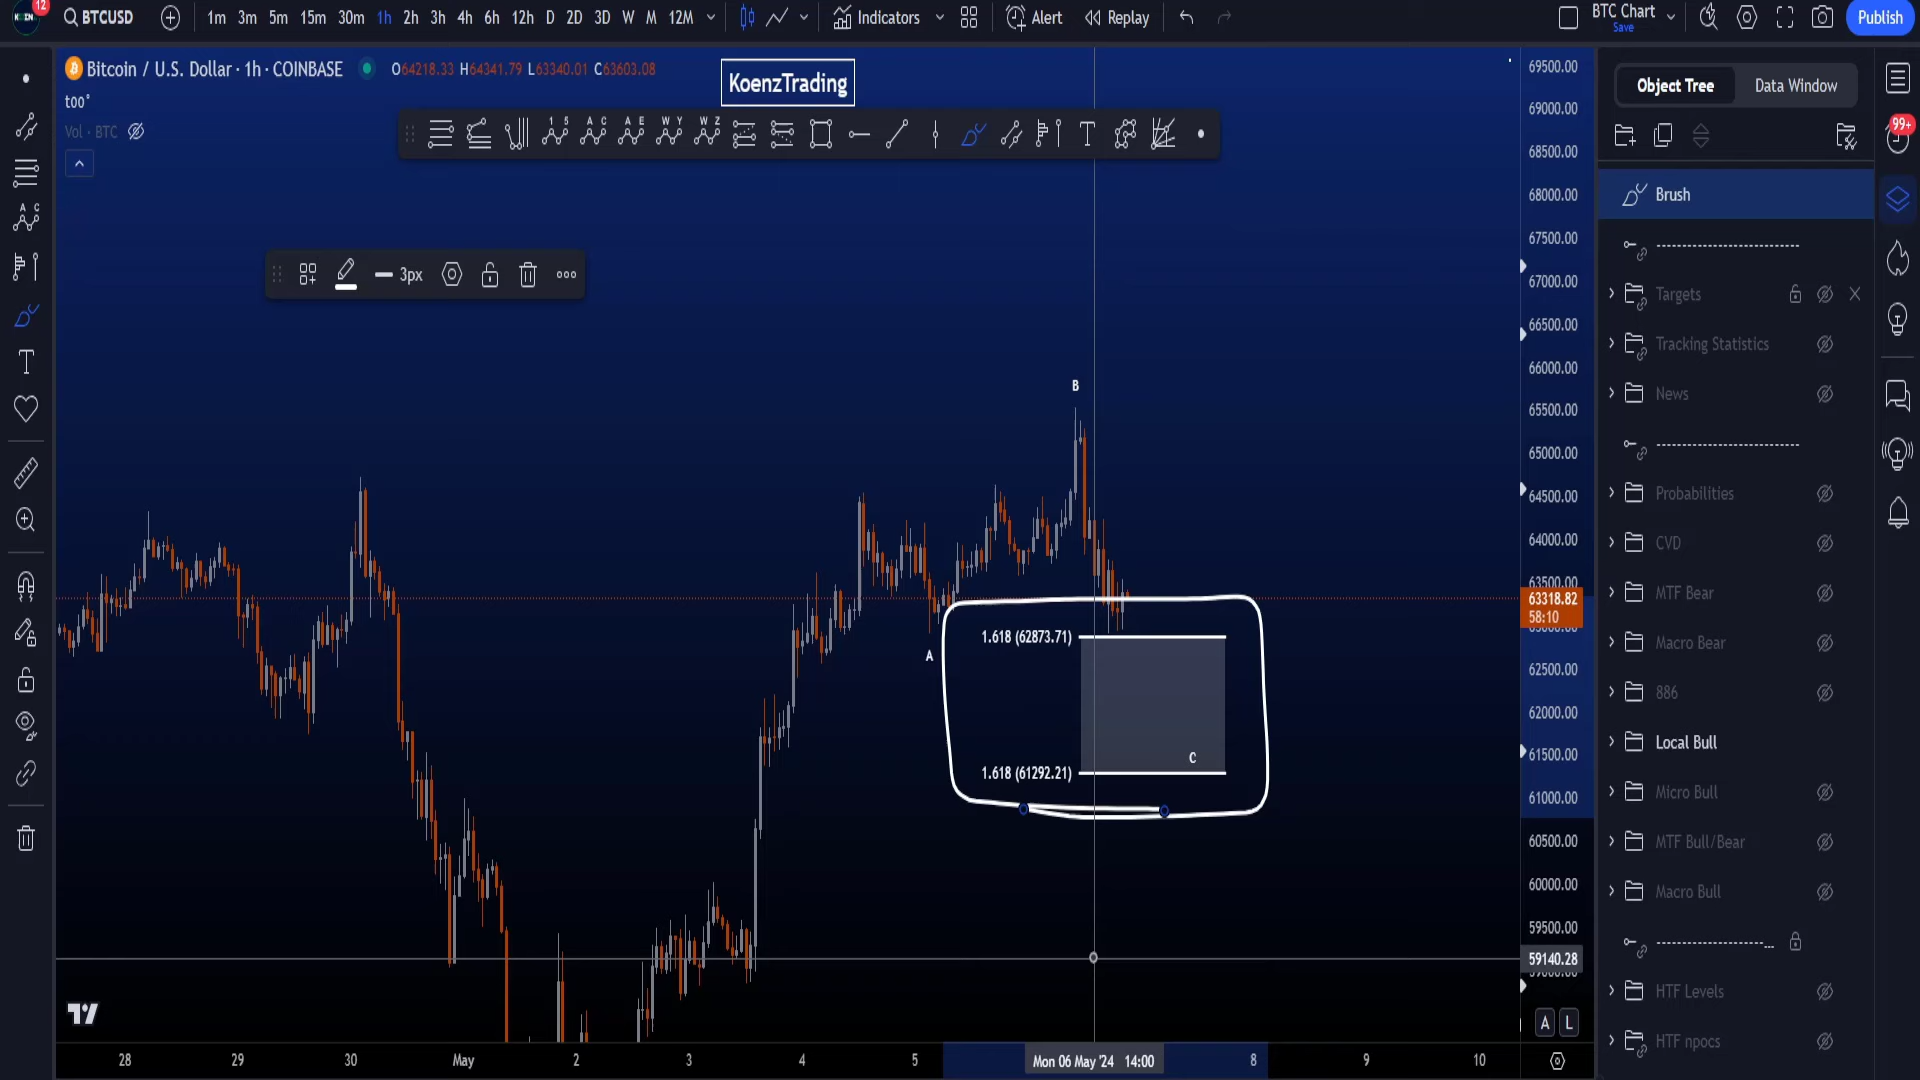 12
BTCUSD
1m 3m 5m 15m 30m 1h 2h 3h 4h 6h 12h D 2D 3D W M 12M
Indicators
Alert
Replay
BTC Chart
Save
Publish
Bitcoin / U.S. Dollar · 1h · COINBASE
O64218.33 H64341.79 L63340.01 C63603.08
too°
Vol · BTC
KoenzTrading
3px
B
A
1.618 (62873.71)
C
1.618 (61292.21)
69500.00
69000.00
68500.00
68000.00
67500.00
67000.00
66500.00
66000.00
65500.00
65000.00
64500.00
64000.00
63500.00
63318.82
58:10
62500.00
62000.00
61500.00
61000.00
60500.00
60000.00
59500.00
59140.28
A L
28 29 30 May 2 3 4 5 Mon 06 May '24 14:00 8 9 10
Object Tree
Data Window
99+
Brush
Targets
Tracking Statistics
News
Probabilities
CVD
MTF Bear
Macro Bear
886
Local Bull
Micro Bull
MTF Bull/Bear
Macro Bull
HTF Levels
HTF npocs